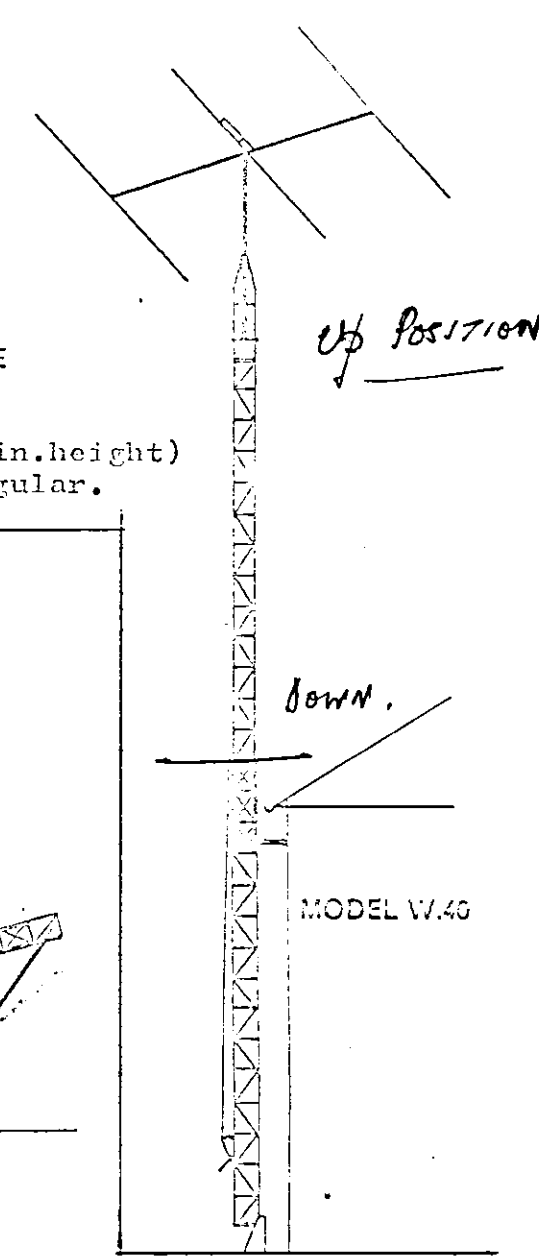 UP POSITION
E
in.height)
gular.
DOWN.
MODEL W.40